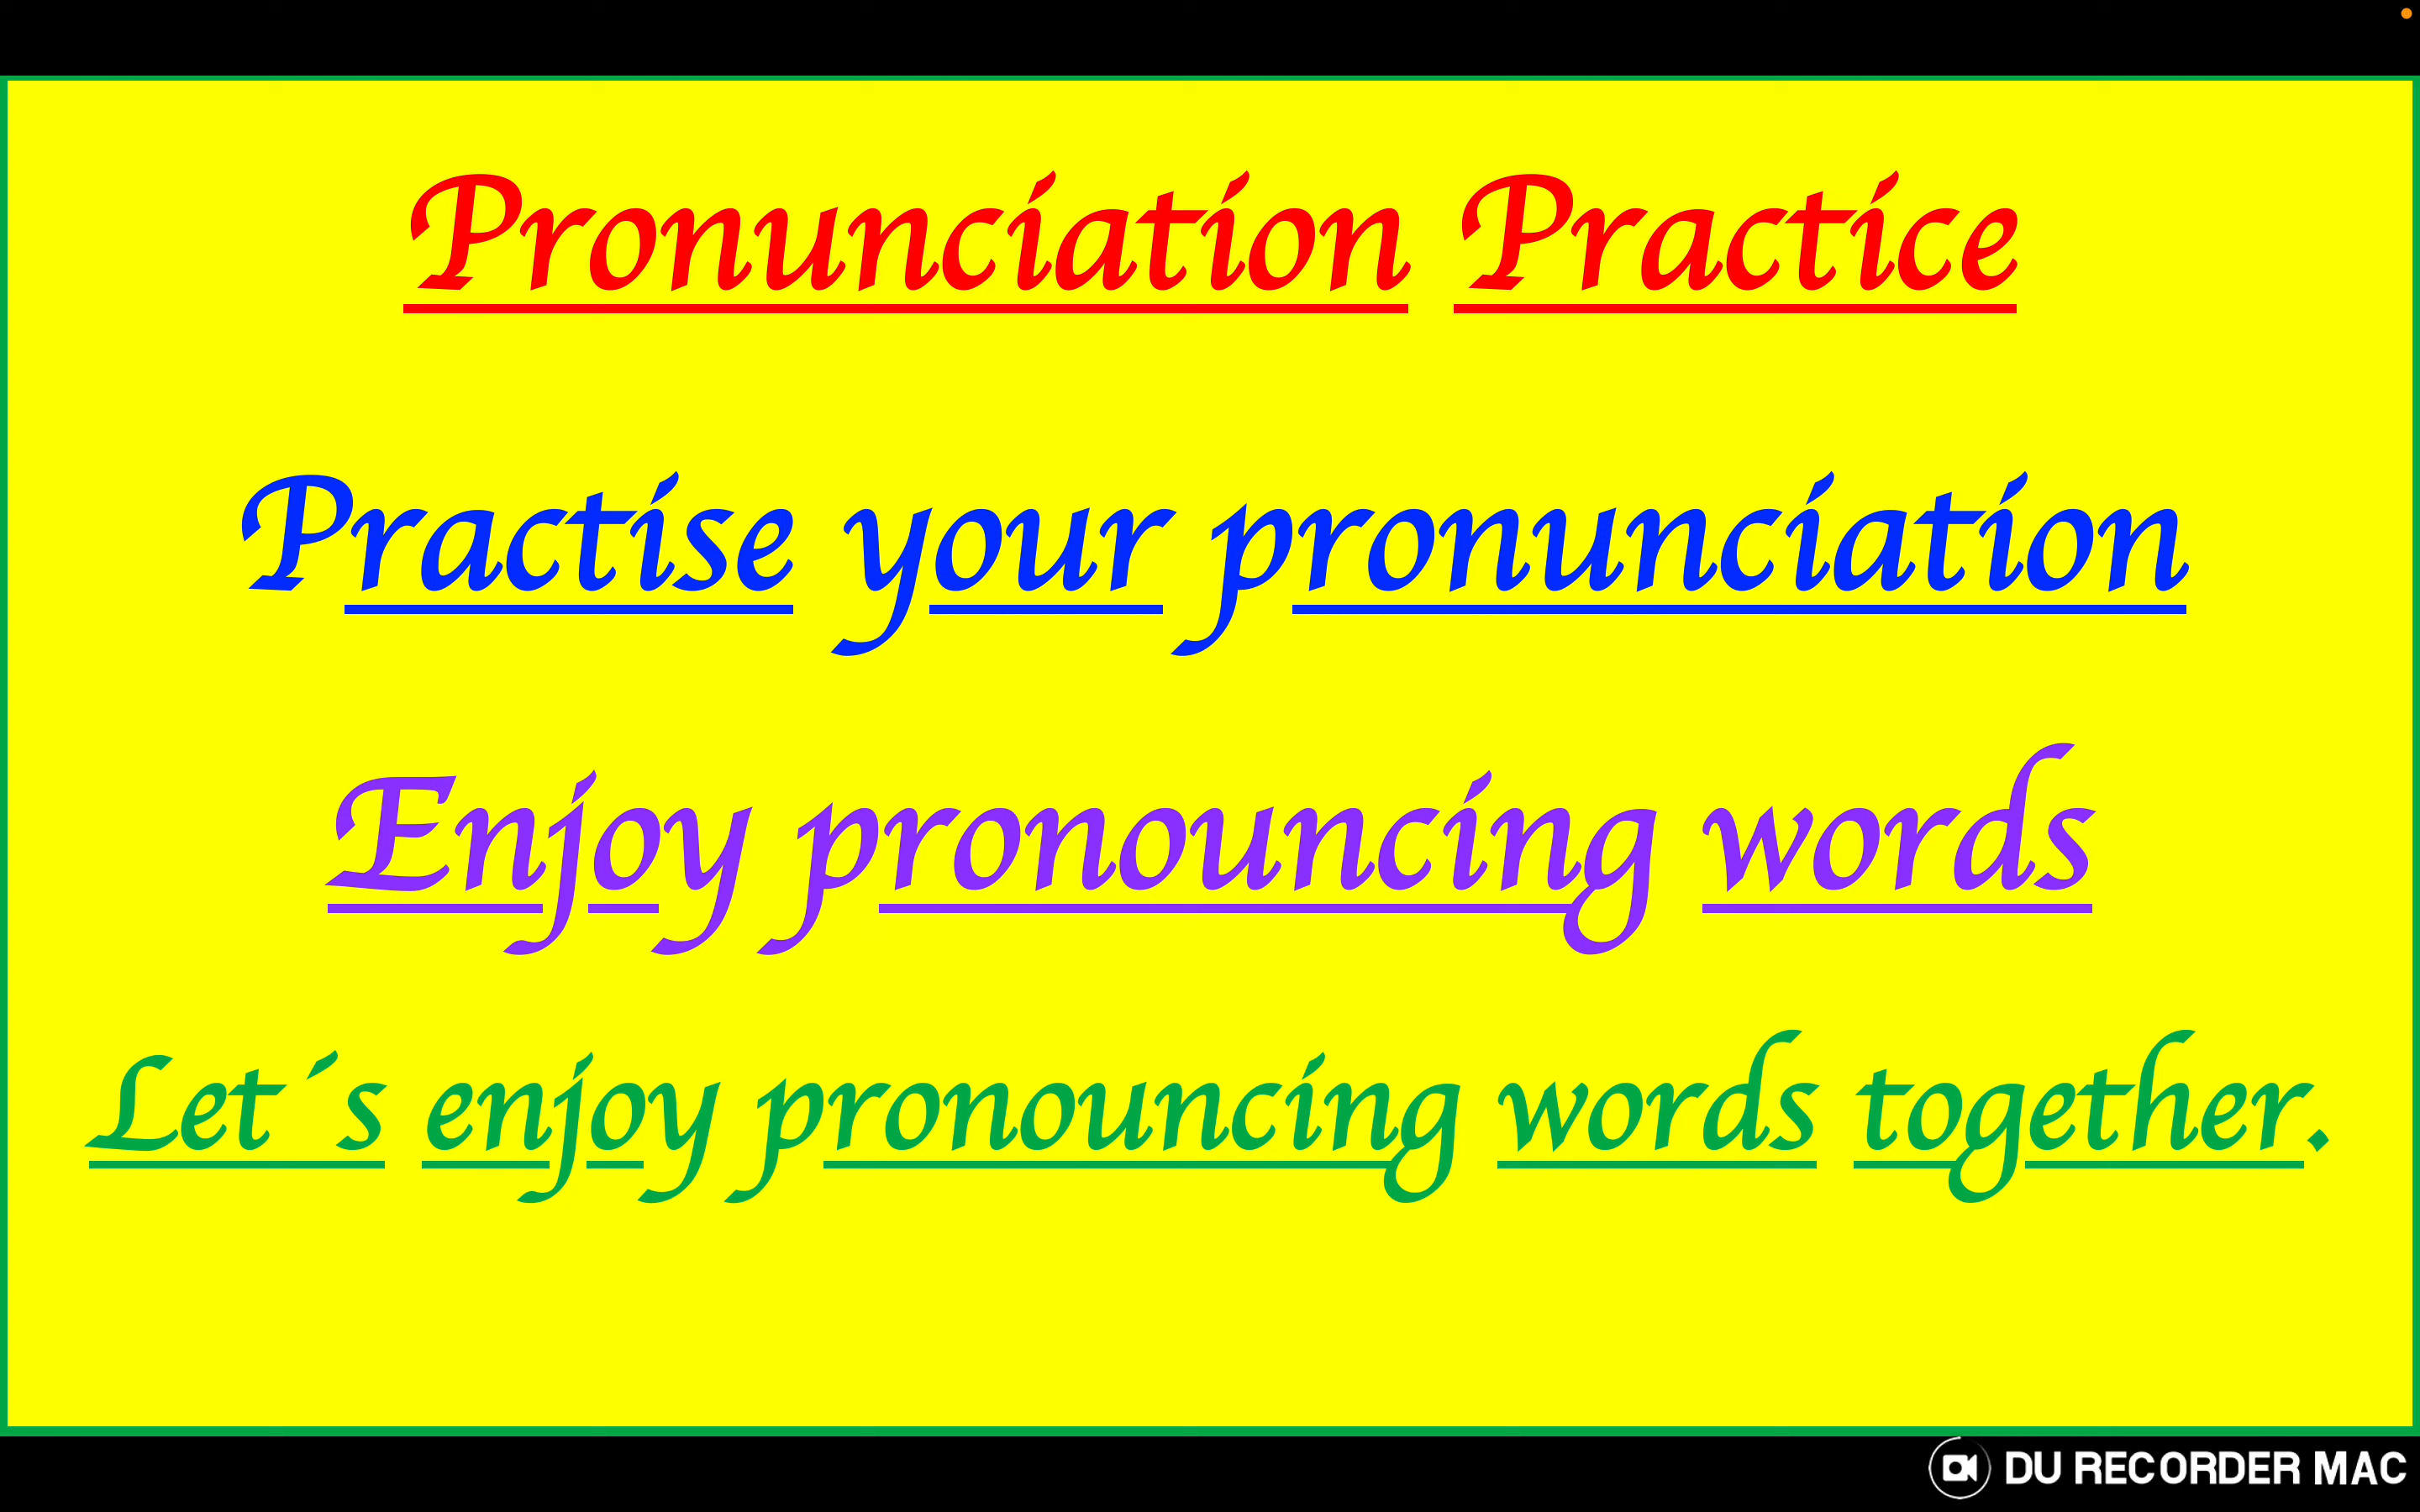 Pronunciation Practice
Practise your pronunciation
Enjoy pronouncing words
Let´s enjoy pronouncing words together.
DU RECORDER MAC